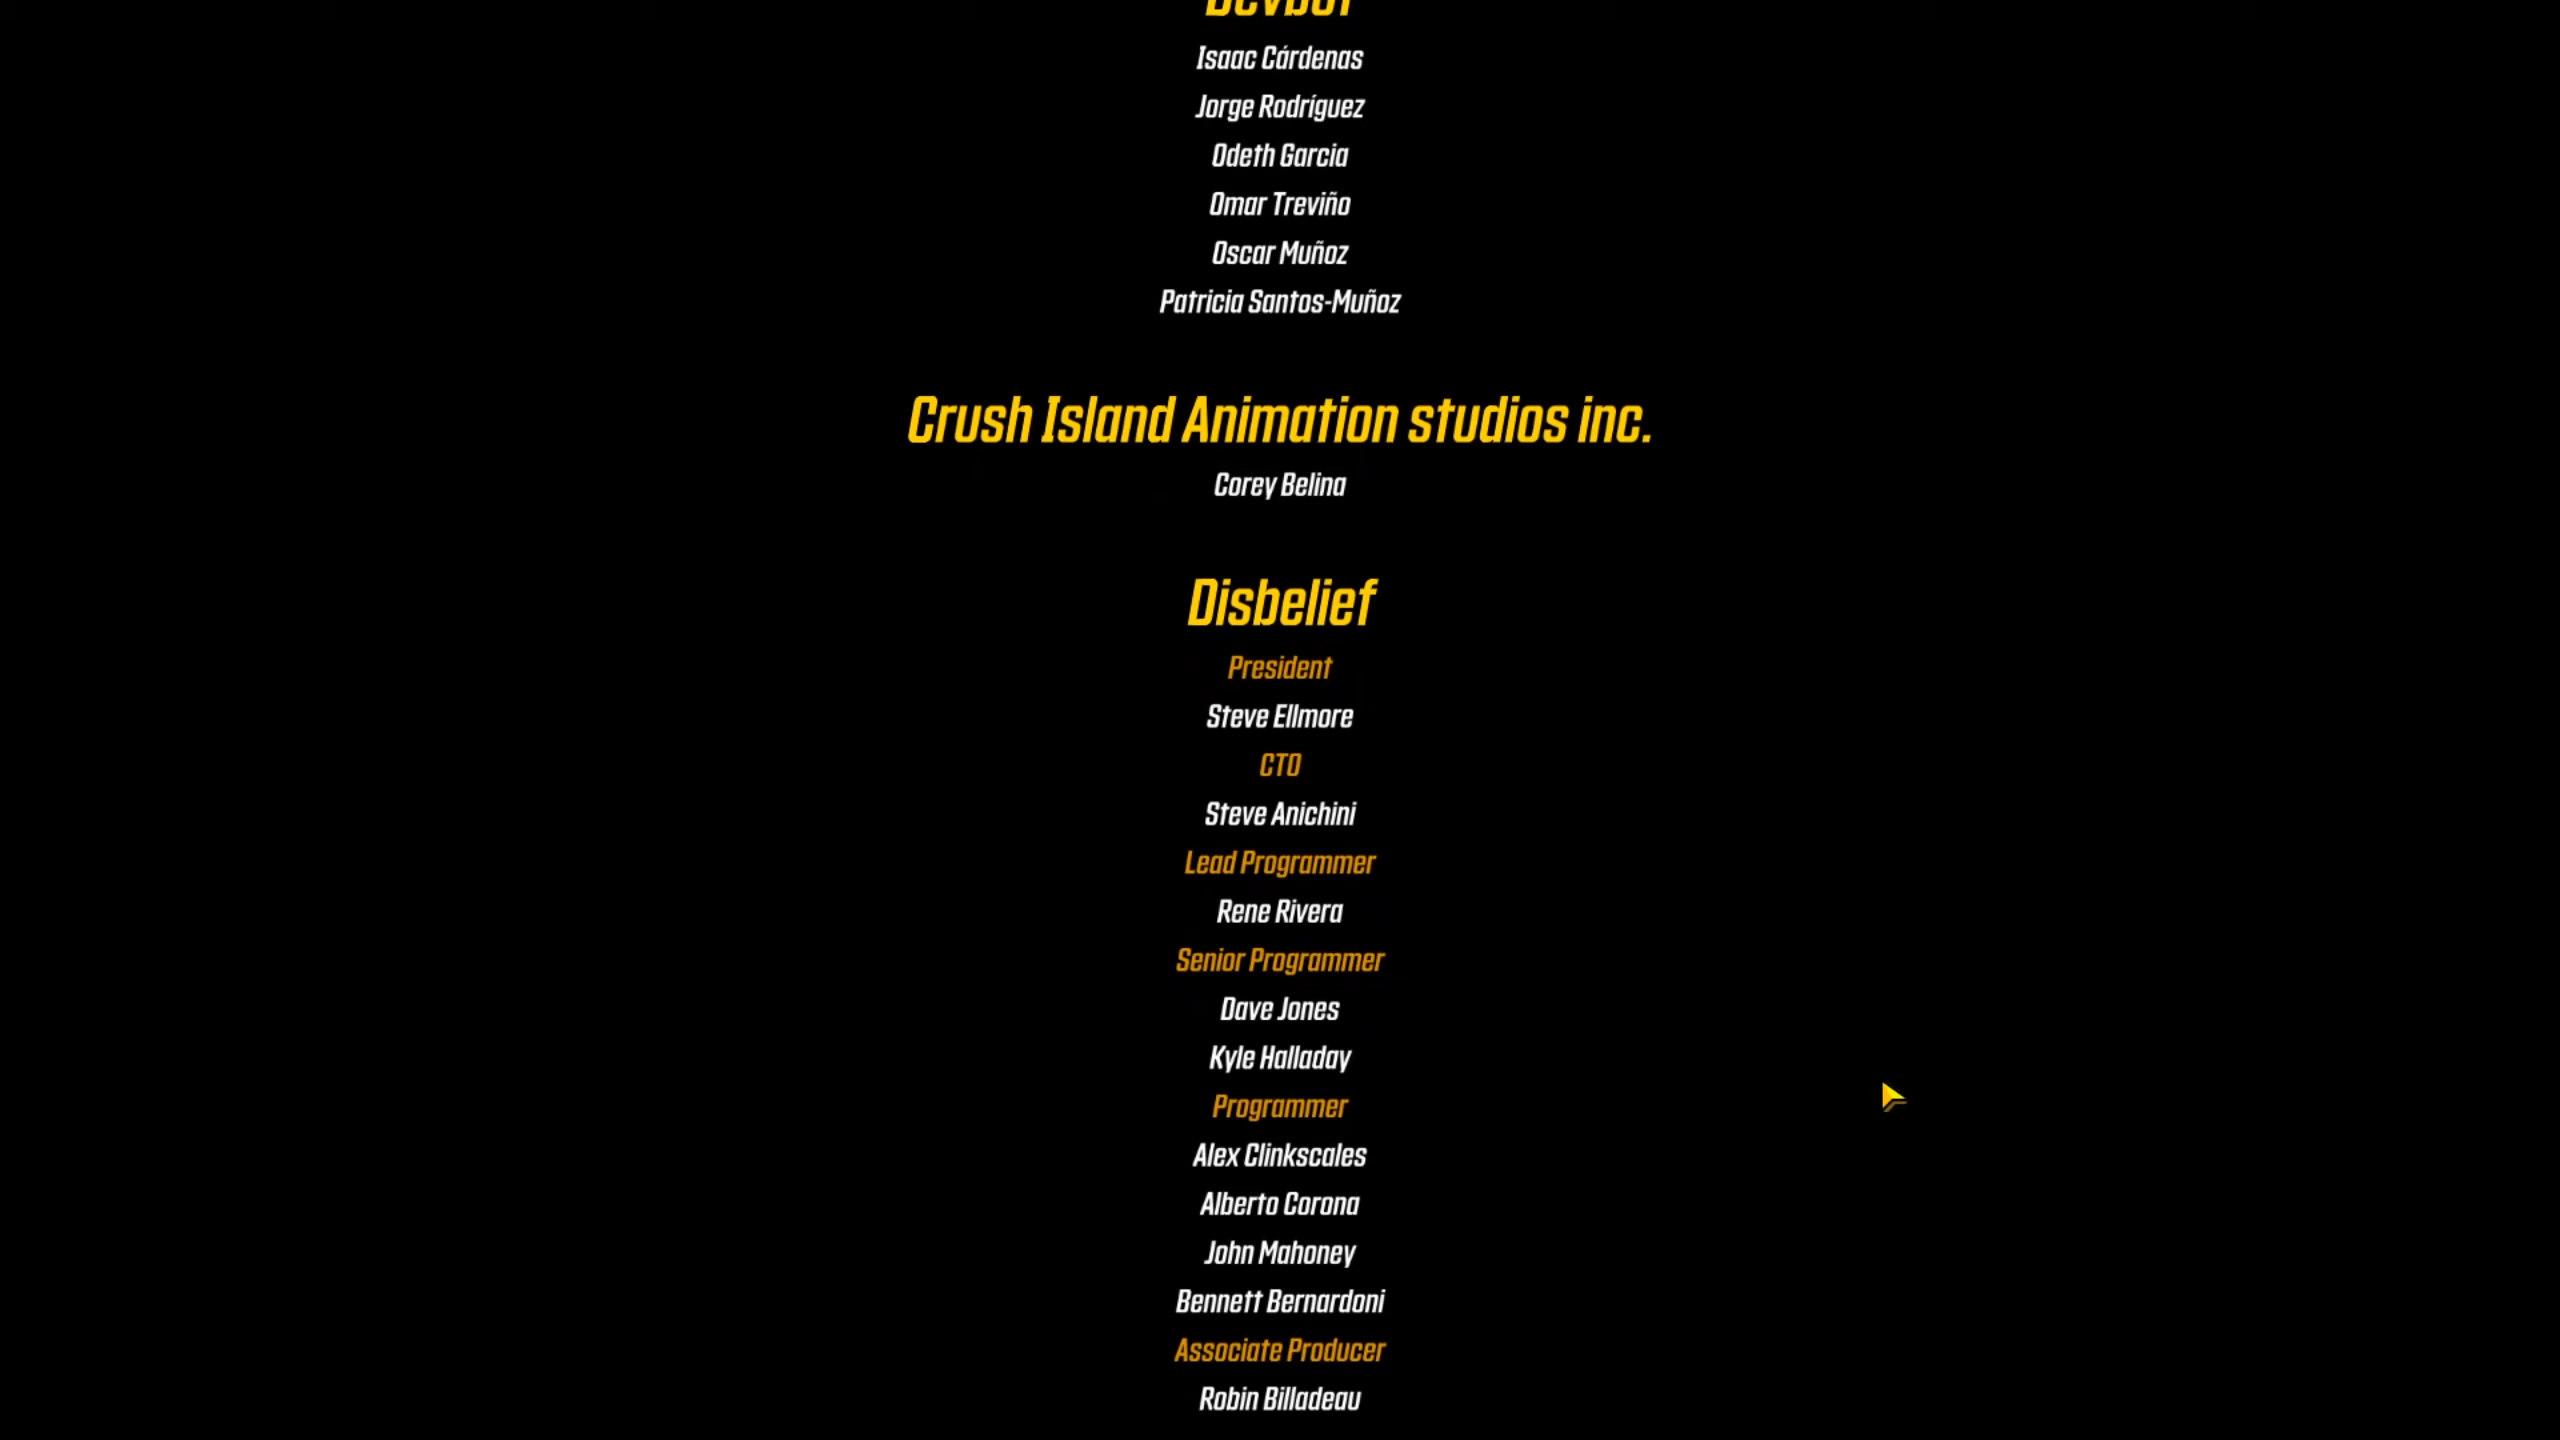 Devbot
Isaac Cárdenas
Jorge Rodríguez
Odeth Garcia
Omar Treviño
Oscar Muñoz
Patricia Santos-Muñoz
Crush Island Animation studios inc.
Corey Belina
Disbelief
President
Steve Ellmore
CTO
Steve Anichini
Lead Programmer
Rene Rivera
Senior Programmer
Dave Jones
Kyle Halladay
Programmer
Alex Clinkscales
Alberto Corona
John Mahoney
Bennett Bernardoni
Associate Producer
Robin Billadeau